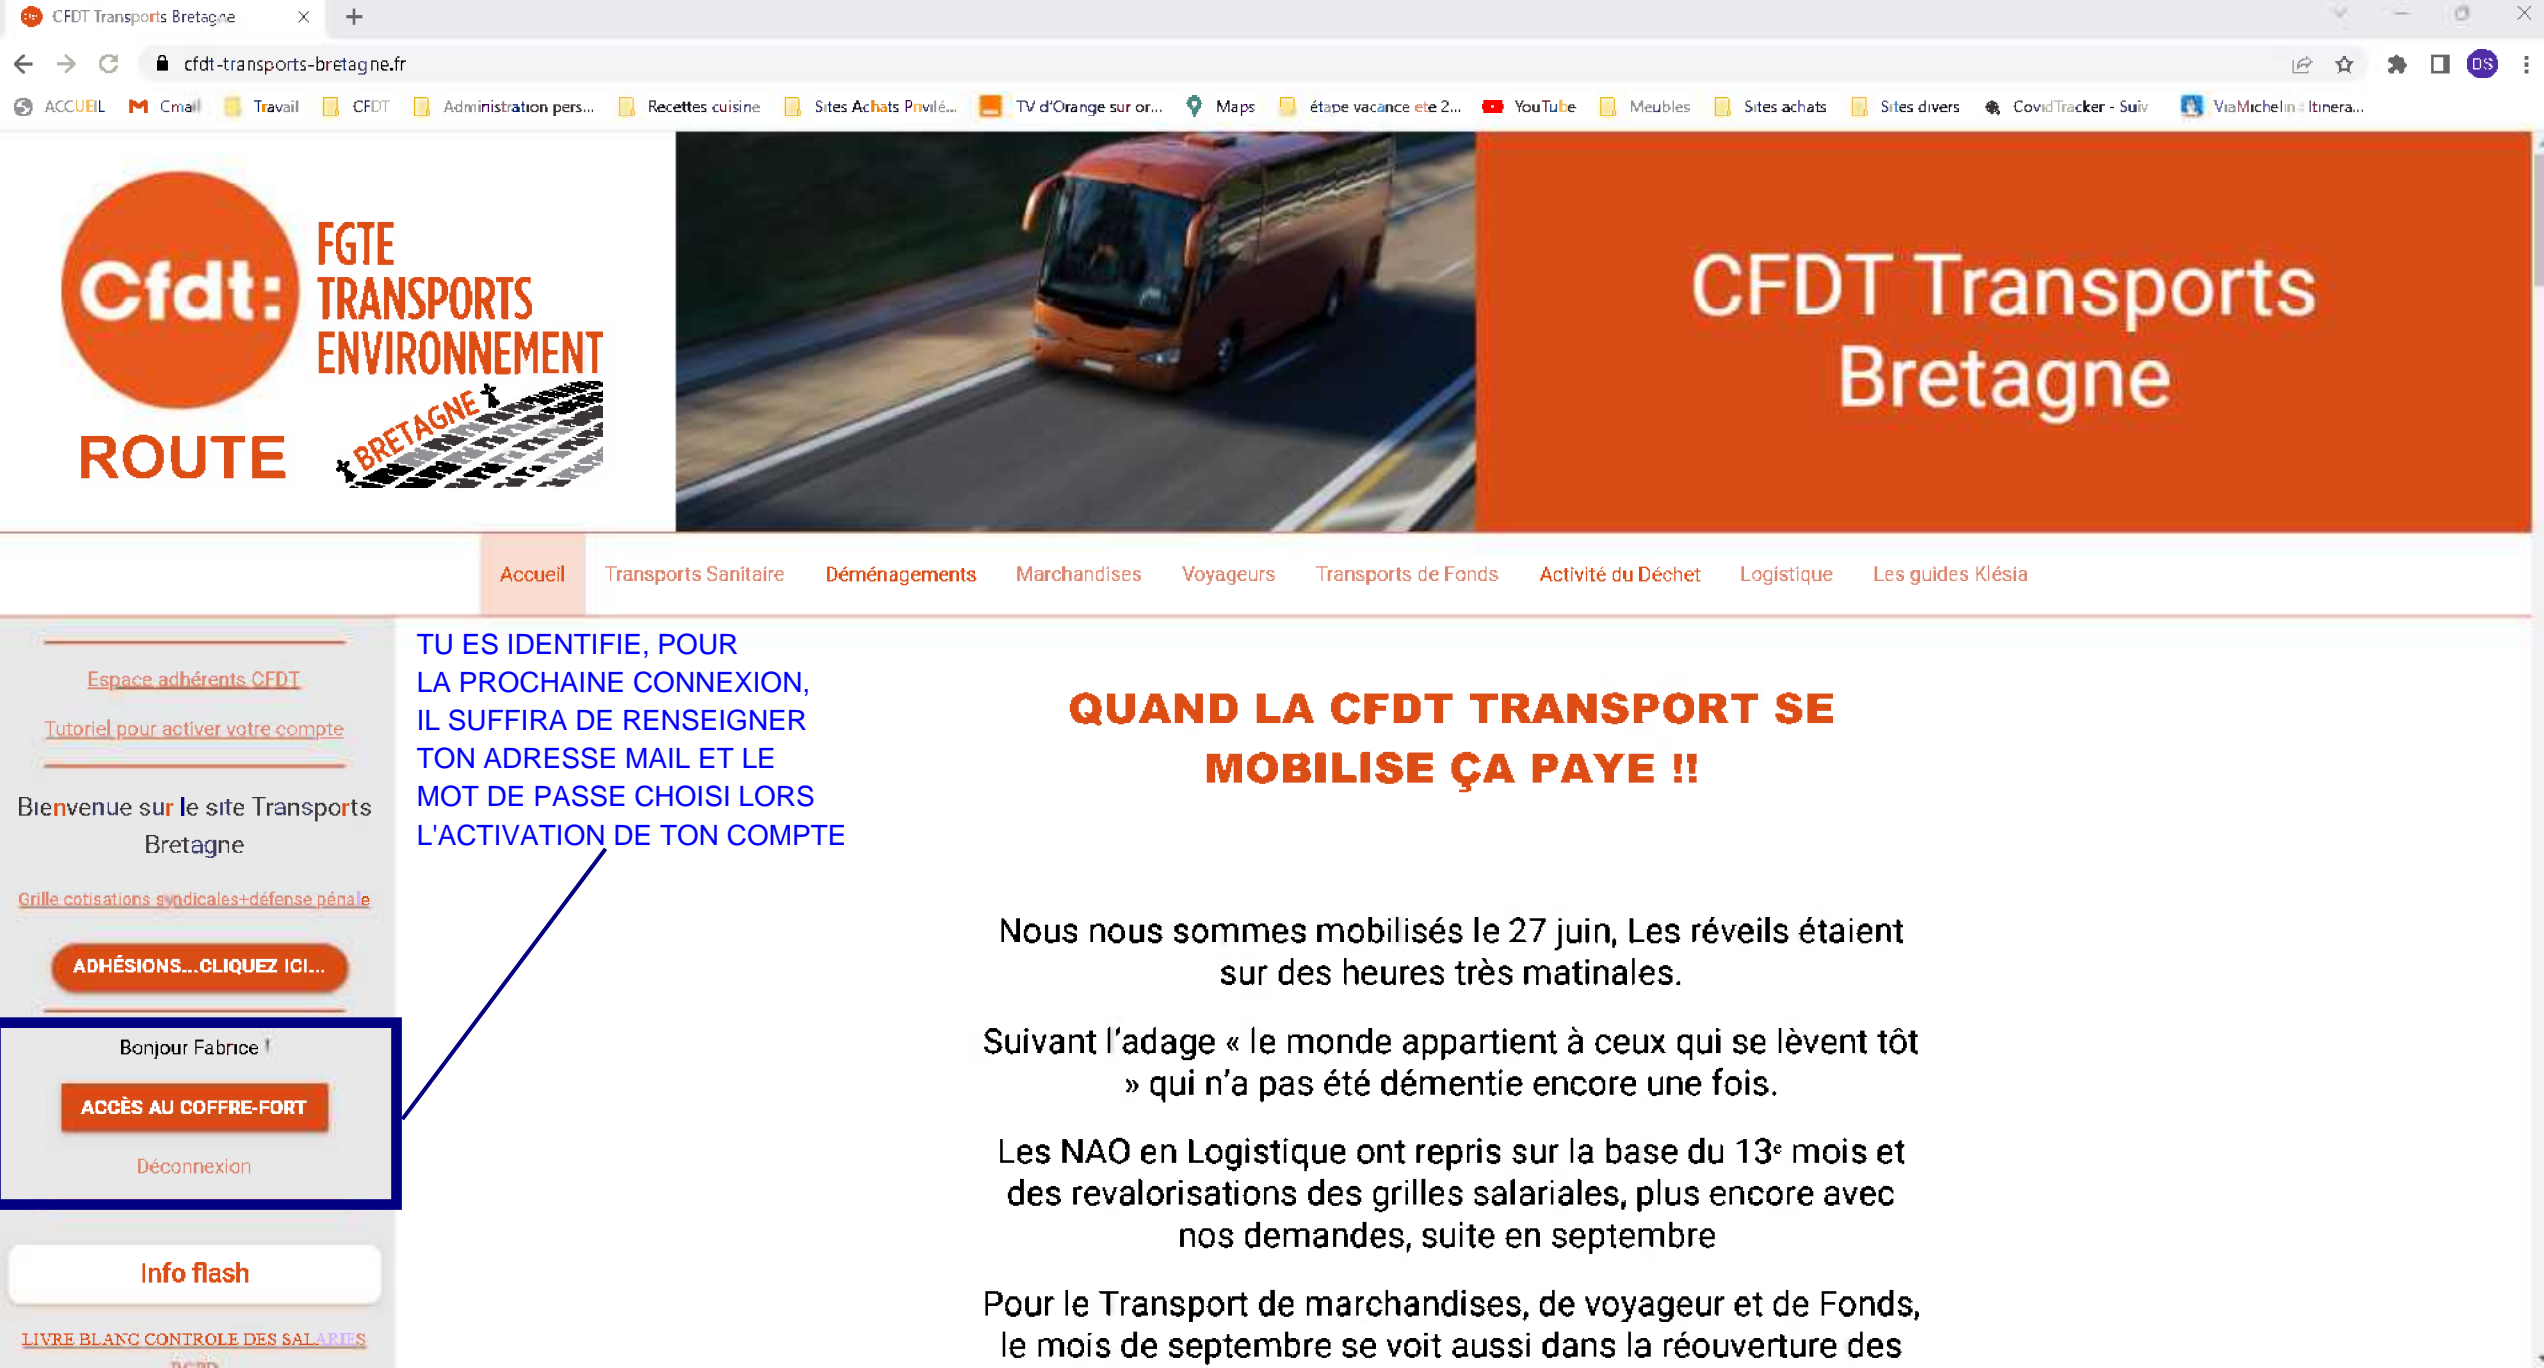 CFDT Transports Bretagne
cfdt-transports-bretagne.fr
DS
ACCUEIL
Gmail
Travail
CFDT
Administration pers...
Recettes cuisine
Sites Achats Privilé...
TV d'Orange sur or...
Maps
étape vacance ete 2...
YouTube
Meubles
Sites achats
Sites divers
CovidTracker - Suiv
ViaMichelin : Itinera...
Cfdt:
FGTE
TRANSPORTS
ENVIRONNEMENT
BRETAGNE
ROUTE
CFDT Transports
Bretagne
Accueil
Transports Sanitaire
Déménagements
Marchandises
Voyageurs
Transports de Fonds
Activité du Déchet
Logistique
Les guides Klésia
Espace adhérents CFDT
Tutoriel pour activer votre compte
Bienvenue sur le site Transports
Bretagne
Grille cotisations syndicales+défense pénale
ADHÉSIONS...CLIQUEZ ICI...
Bonjour Fabrice !
ACCÈS AU COFFRE-FORT
Déconnexion
Info flash
LIVRE BLANC CONTROLE DES SALARIES
TU ES IDENTIFIE, POUR
LA PROCHAINE CONNEXION,
IL SUFFIRA DE RENSEIGNER
TON ADRESSE MAIL ET LE
MOT DE PASSE CHOISI LORS
L'ACTIVATION DE TON COMPTE
QUAND LA CFDT TRANSPORT SE
MOBILISE ÇA PAYE !!
Nous nous sommes mobilisés le 27 juin, Les réveils étaient
sur des heures très matinales.
Suivant l'adage « le monde appartient à ceux qui se lèvent tôt
» qui n'a pas été démentie encore une fois.
Les NAO en Logistique ont repris sur la base du 13e mois et
des revalorisations des grilles salariales, plus encore avec
nos demandes, suite en septembre
Pour le Transport de marchandises, de voyageur et de Fonds,
le mois de septembre se voit aussi dans la réouverture des